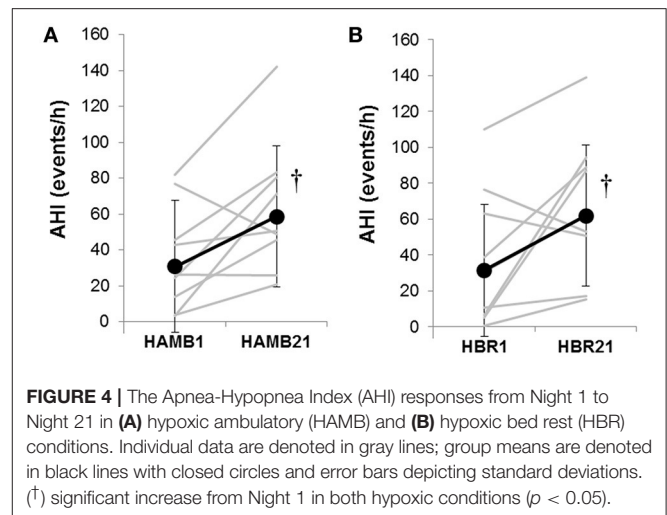 A
B
160
140
120
100
80
60
40
20
0
AHI (events/h)
†
HAMB1 HAMB21
160
140
120
100
80
60
40
20
0
AHI (events/h)
†
HBR1 HBR21
FIGURE 4 | The Apnea-Hypopnea Index (AHI) responses from Night 1 to
Night 21 in (A) hypoxic ambulatory (HAMB) and (B) hypoxic bed rest (HBR)
conditions. Individual data are denoted in gray lines; group means are denoted
in black lines with closed circles and error bars depicting standard deviations.
(†) significant increase from Night 1 in both hypoxic conditions (p < 0.05).